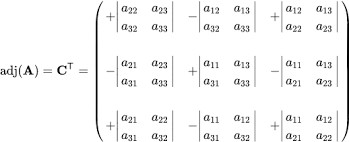 adj(𝐀) = 𝐂ᵀ = ( +| a₂₂ a₂₃ ; a₃₂ a₃₃ | −| a₁₂ a₁₃ ; a₃₂ a₃₃ | +| a₁₂ a₁₃ ; a₂₂ a₂₃ |
−| a₂₁ a₂₃ ; a₃₁ a₃₃ | +| a₁₁ a₁₃ ; a₃₁ a₃₃ | −| a₁₁ a₁₃ ; a₂₁ a₂₃ |
+| a₂₁ a₂₂ ; a₃₁ a₃₂ | −| a₁₁ a₁₂ ; a₃₁ a₃₂ | +| a₁₁ a₁₂ ; a₂₁ a₂₂ | )